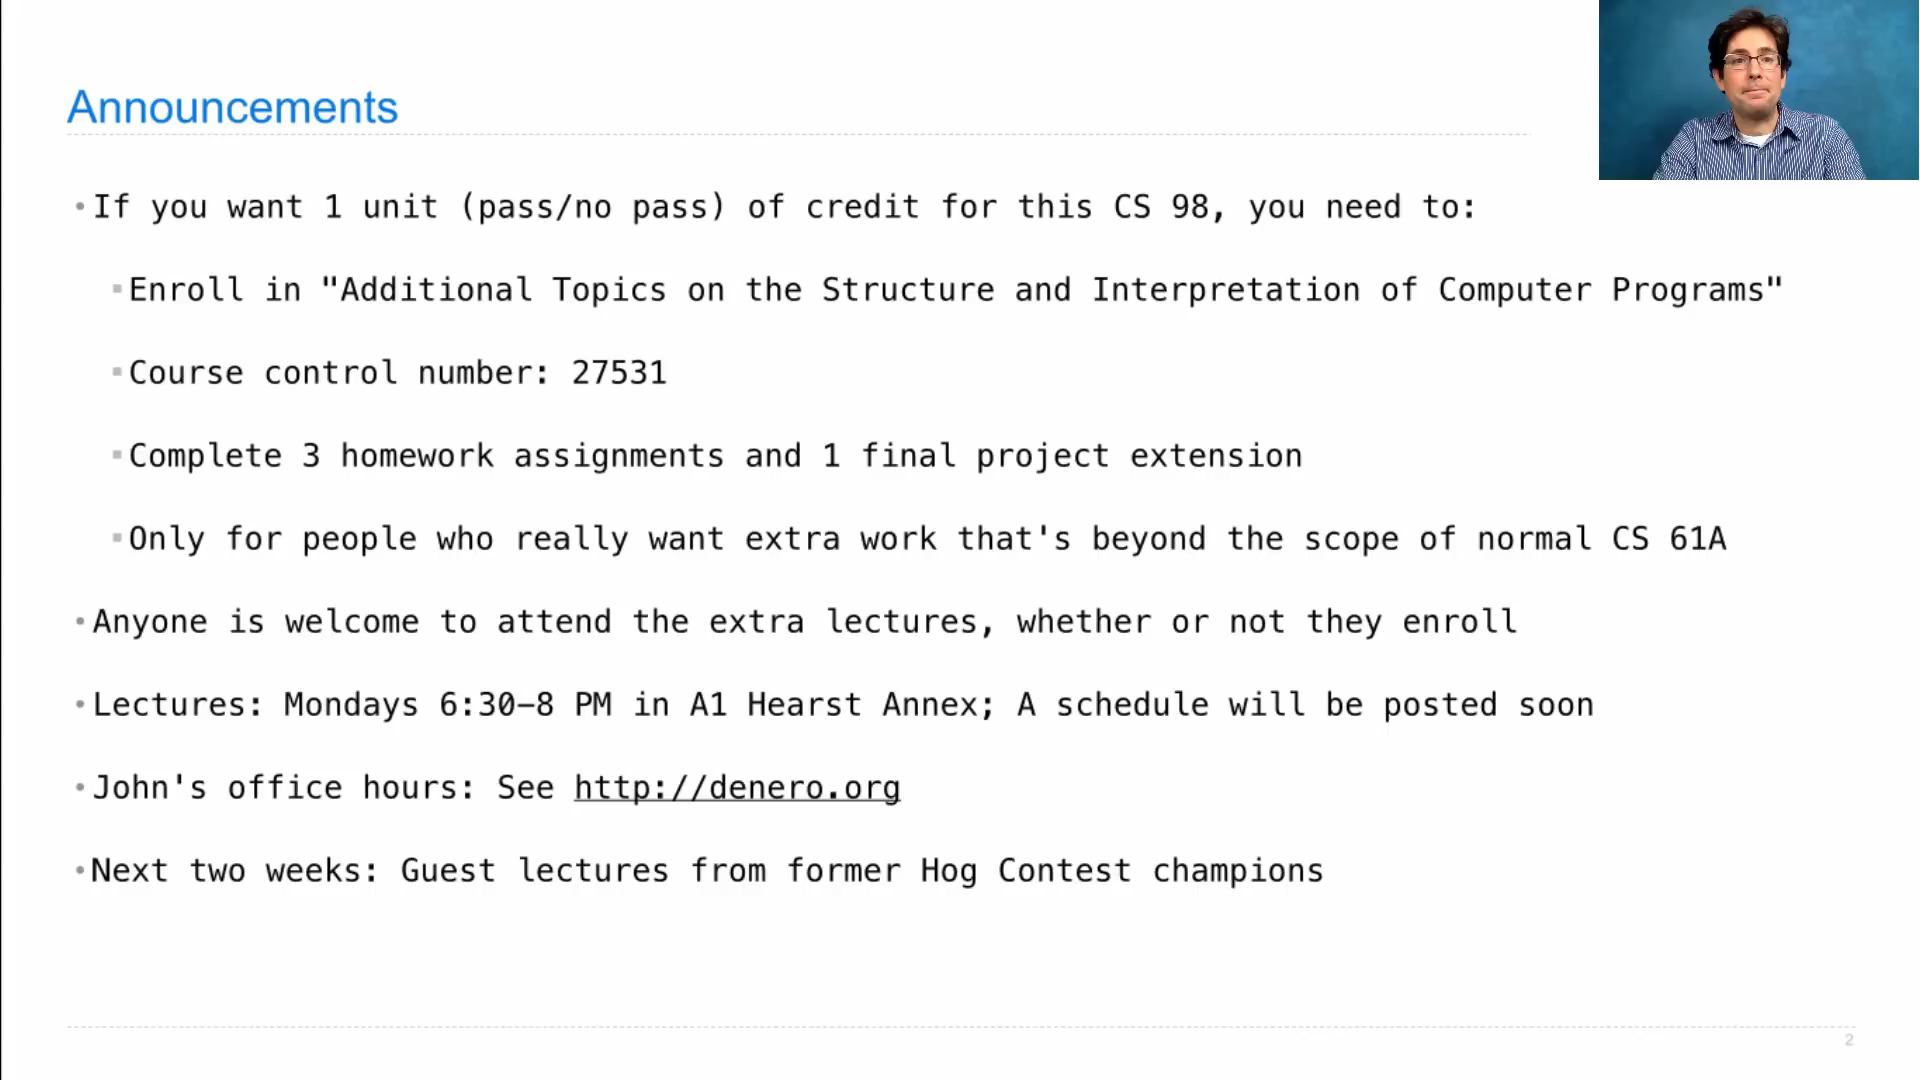 Announcements
•If you want 1 unit (pass/no pass) of credit for this CS 98, you need to:
▪Enroll in "Additional Topics on the Structure and Interpretation of Computer Programs"
▪Course control number: 27531
▪Complete 3 homework assignments and 1 final project extension
▪Only for people who really want extra work that's beyond the scope of normal CS 61A
•Anyone is welcome to attend the extra lectures, whether or not they enroll
•Lectures: Mondays 6:30–8 PM in A1 Hearst Annex; A schedule will be posted soon
•John's office hours: See http://denero.org
•Next two weeks: Guest lectures from former Hog Contest champions
2